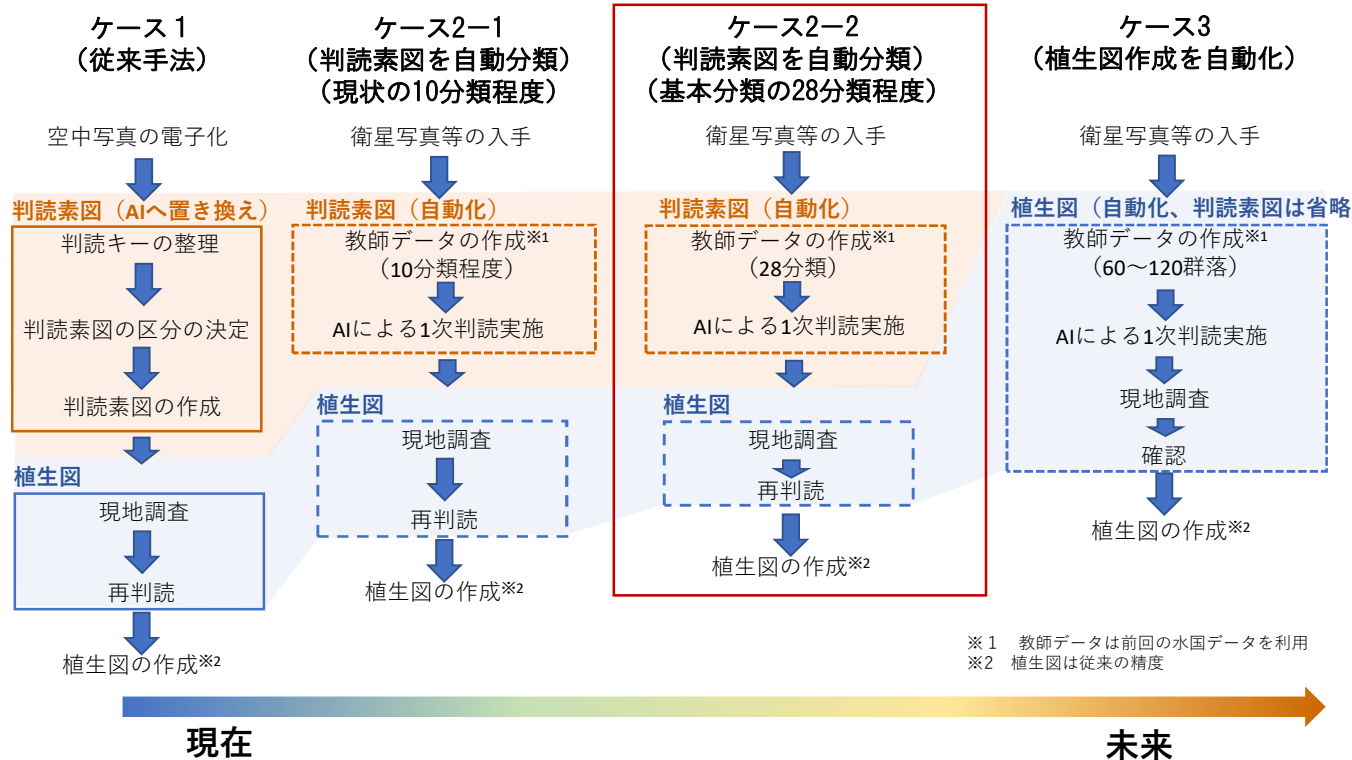 ケース1
(従来手法)
空中写真の電子化
判読素図(AIへ置き換え)
判読キーの整理
判読素図の区分の決定
判読素図の作成
植生図
現地調査
再判読
植生図の作成※2
ケース2ー1
(判読素図を自動分類)
(現状の10分類程度)
衛星写真等の入手
判読素図(自動化)
教師データの作成※1
(10分類程度)
AIによる1次判読実施
植生図
現地調査
再判読
植生図の作成※2
ケース2ー2
(判読素図を自動分類)
(基本分類の28分類程度)
衛星写真等の入手
判読素図(自動化)
教師データの作成※1
(28分類)
AIによる1次判読実施
植生図
現地調査
再判読
植生図の作成※2
ケース3
(植生図作成を自動化)
衛星写真等の入手
植生図(自動化、判読素図は省略
教師データの作成※1
(60~120群落)
AIによる1次判読実施
現地調査
確認
植生図の作成※2
※1 教師データは前回の水国データを利用
※2 植生図は従来の精度
現在
未来